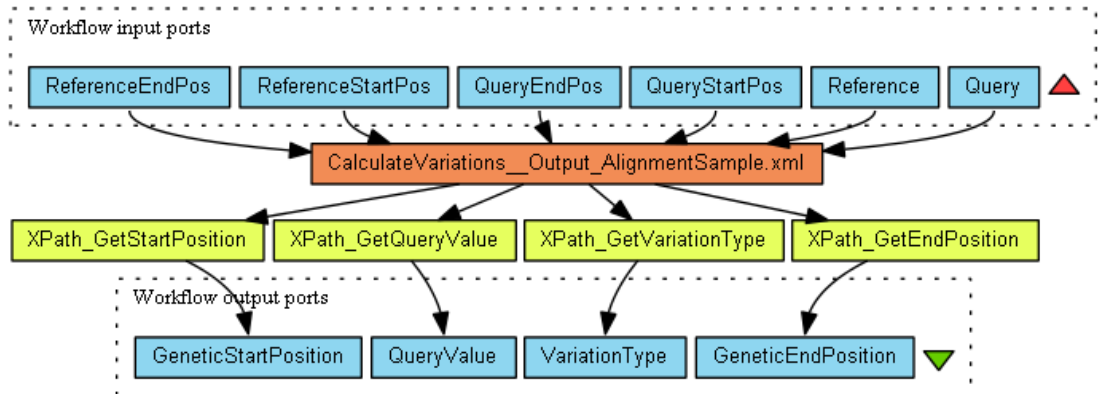 Workflow input ports
ReferenceEndPos
ReferenceStartPos
QueryEndPos
QueryStartPos
Reference
Query
CalculateVariations__Output_AlignmentSample.xml
XPath_GetStartPosition
XPath_GetQueryValue
XPath_GetVariationType
XPath_GetEndPosition
Workflow output ports
GeneticStartPosition
QueryValue
VariationType
GeneticEndPosition